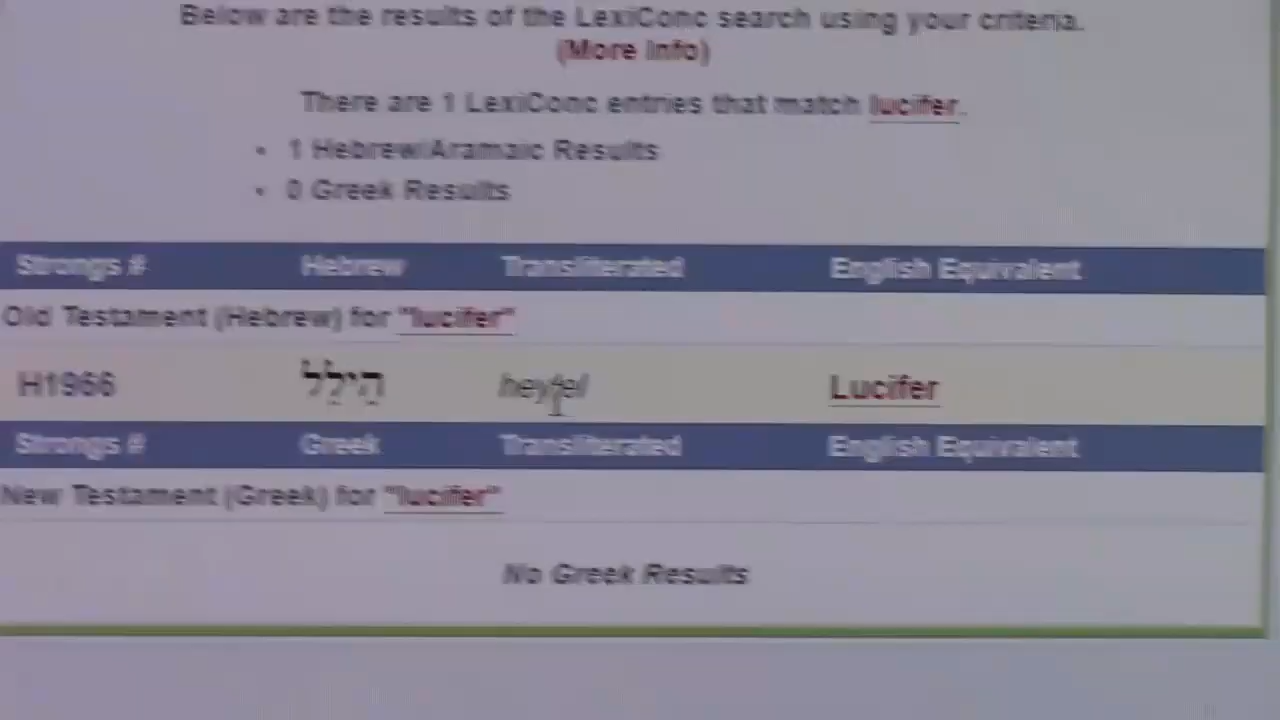 Below are the results of the LexiConc search using your criteria.
(More Info)
There are 1 LexiConc entries that match lucifer.
• 1 Hebrew/Aramaic Results
• 0 Greek Results
Strongs # Hebrew Transliterated English Equivalent
Old Testament (Hebrew) for "lucifer"
H1966 הֵילֵל heylel Lucifer
Strongs # Greek Transliterated English Equivalent
New Testament (Greek) for "lucifer"
No Greek Results